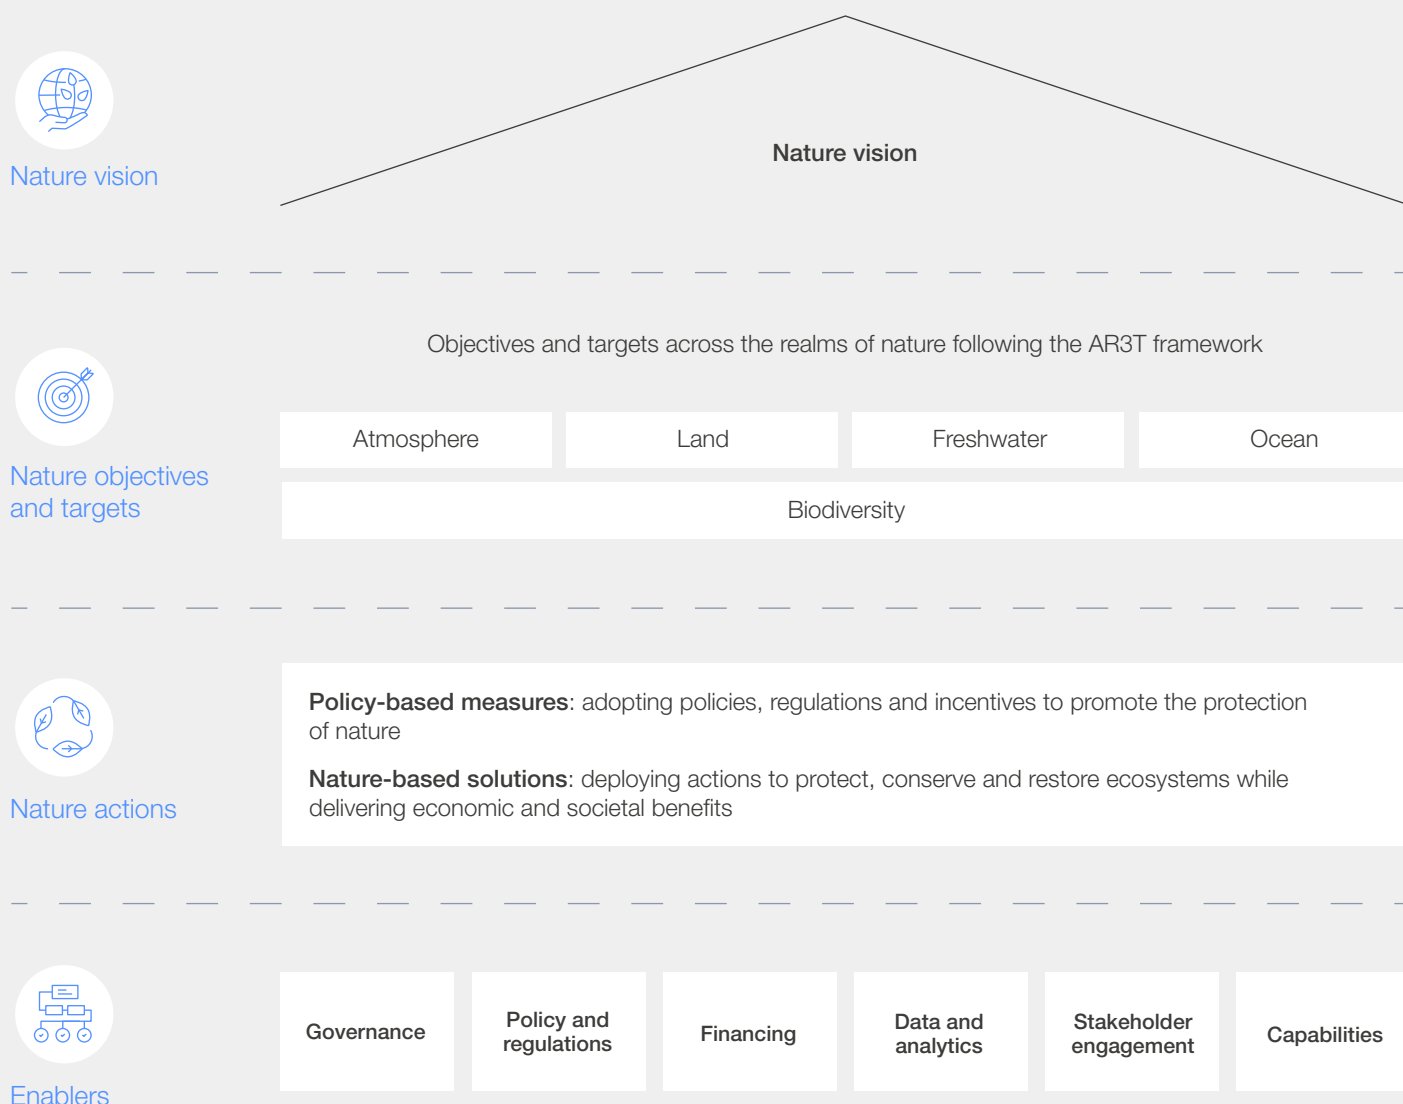 Nature vision
Nature vision
Objectives and targets across the realms of nature following the AR3T framework
Nature objectives
and targets
Atmosphere
Land
Freshwater
Ocean
Biodiversity
Nature actions
Policy-based measures: adopting policies, regulations and incentives to promote the protection
of nature
Nature-based solutions: deploying actions to protect, conserve and restore ecosystems while
delivering economic and societal benefits
Enablers
Governance
Policy and
regulations
Financing
Data and
analytics
Stakeholder
engagement
Capabilities